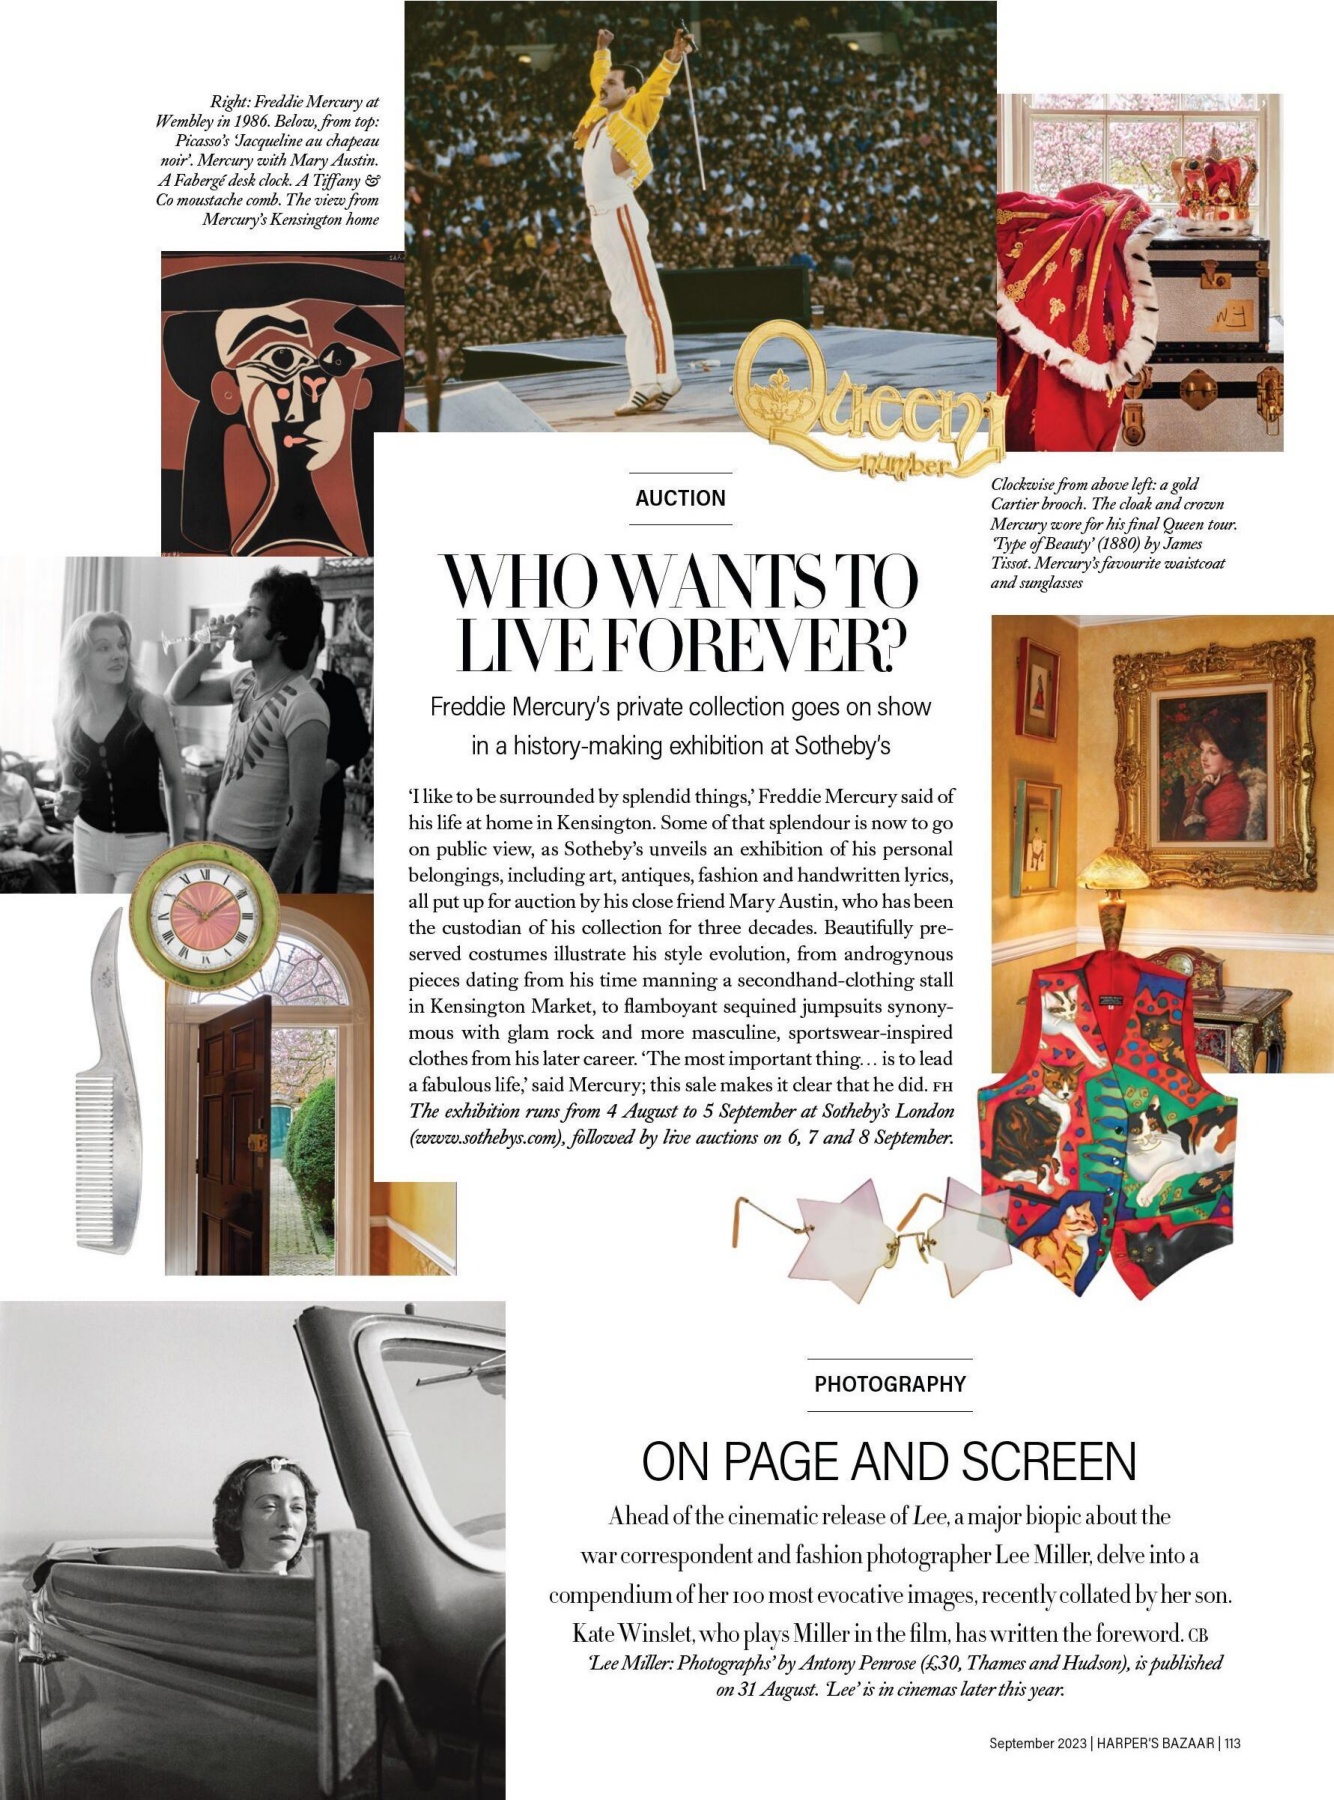 Right: Freddie Mercury at
Wembley in 1986. Below, from top:
Picasso's 'Jacqueline au chapeau
noir'. Mercury with Mary Austin.
A Fabergé desk clock. A Tiffany &
Co moustache comb. The view from
Mercury's Kensington home
Queen
number
1
Clockwise from above left: a gold
Cartier brooch. The cloak and crown
Mercury wore for his final Queen tour.
'Type of Beauty' (1880) by James
Tissot. Mercury's favourite waistcoat
and sunglasses
AUCTION
WHO WANTS TO
LIVE FOREVER?
Freddie Mercury's private collection goes on show
in a history-making exhibition at Sotheby's
'I like to be surrounded by splendid things,' Freddie Mercury said of
his life at home in Kensington. Some of that splendour is now to go
on public view, as Sotheby's unveils an exhibition of his personal
belongings, including art, antiques, fashion and handwritten lyrics,
all put up for auction by his close friend Mary Austin, who has been
the custodian of his collection for three decades. Beautifully pre-
served costumes illustrate his style evolution, from androgynous
pieces dating from his time manning a secondhand-clothing stall
in Kensington Market, to flamboyant sequined jumpsuits synony-
mous with glam rock and more masculine, sportswear-inspired
clothes from his later career. 'The most important thing… is to lead
a fabulous life,' said Mercury; this sale makes it clear that he did. FH
The exhibition runs from 4 August to 5 September at Sotheby's London
(www.sothebys.com), followed by live auctions on 6, 7 and 8 September.
PHOTOGRAPHY
ON PAGE AND SCREEN
Ahead of the cinematic release of Lee, a major biopic about the
war correspondent and fashion photographer Lee Miller, delve into a
compendium of her 100 most evocative images, recently collated by her son.
Kate Winslet, who plays Miller in the film, has written the foreword. CB
'Lee Miller: Photographs' by Antony Penrose (£30, Thames and Hudson), is published
on 31 August. 'Lee' is in cinemas later this year.
September 2023 | HARPER'S BAZAAR | 113